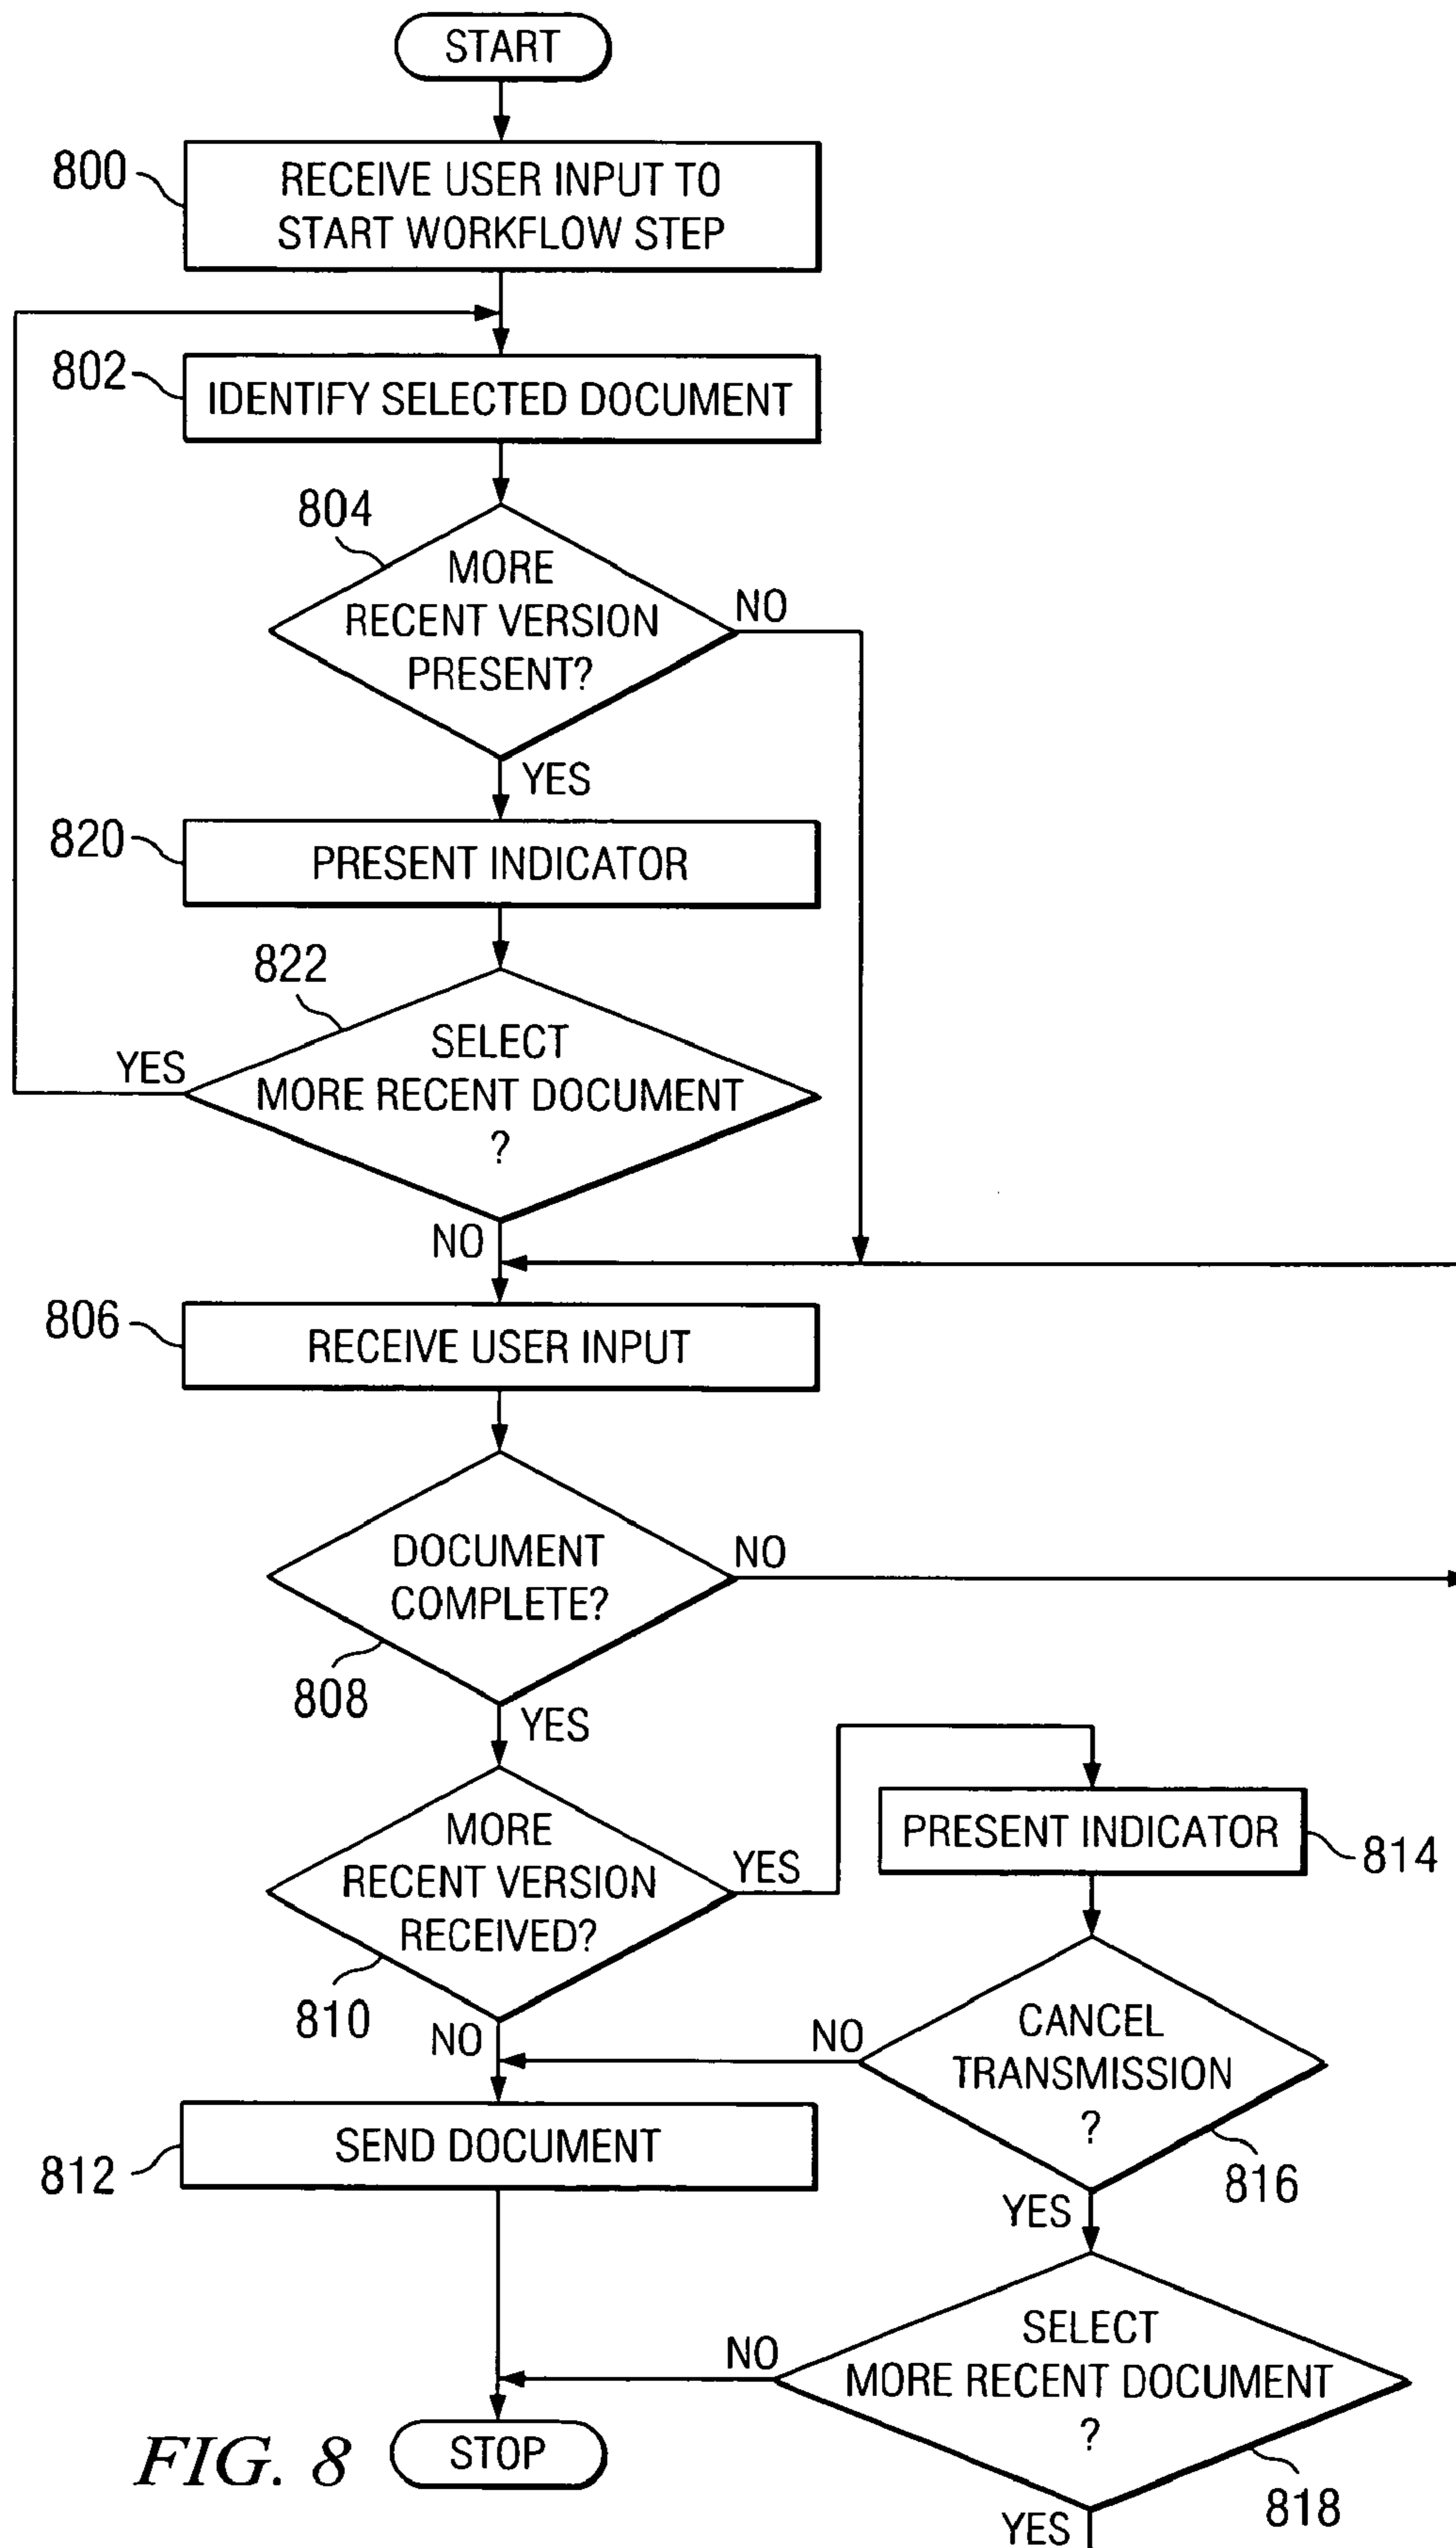 START
800
RECEIVE USER INPUT TO
START WORKFLOW STEP
802
IDENTIFY SELECTED DOCUMENT
804
MORE
RECENT VERSION
PRESENT?
NO
YES
820
PRESENT INDICATOR
822
SELECT
MORE RECENT DOCUMENT
?
YES
NO
806
RECEIVE USER INPUT
DOCUMENT
COMPLETE?
NO
808
YES
MORE
RECENT VERSION
RECEIVED?
YES
810
NO
PRESENT INDICATOR
814
CANCEL
TRANSMISSION
?
NO
816
YES
SEND DOCUMENT
812
SELECT
MORE RECENT DOCUMENT
?
NO
818
YES
STOP
FIG. 8